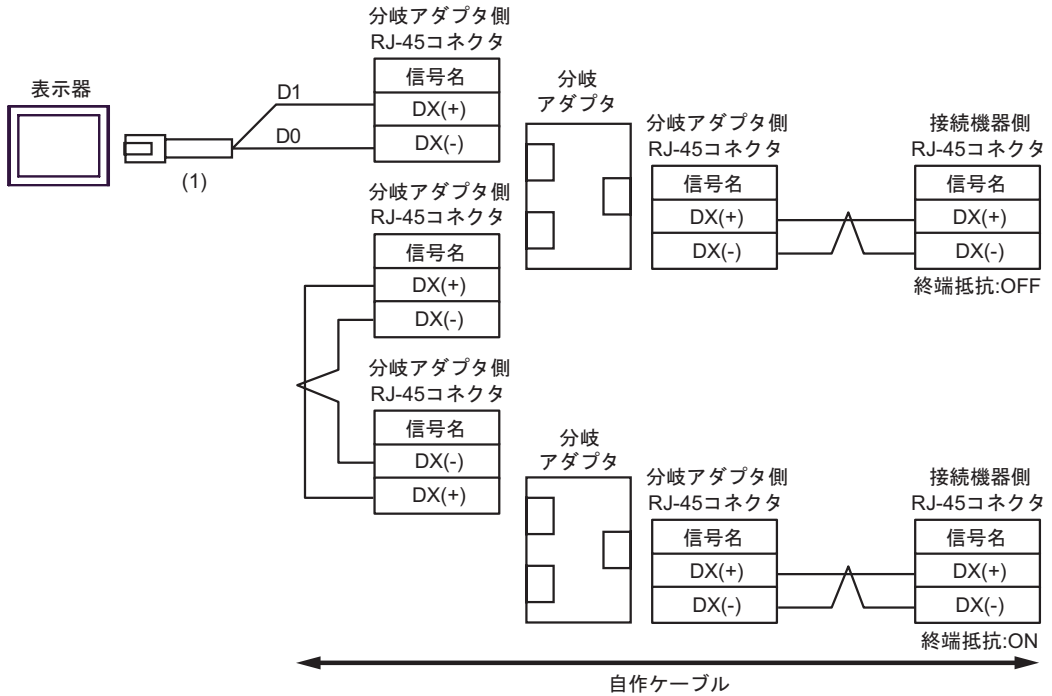 表示器
(1)
D1
D0
分岐アダプタ側
RJ-45コネクタ
信号名
DX(+)
DX(-)
分岐アダプタ側
RJ-45コネクタ
信号名
DX(+)
DX(-)
分岐アダプタ側
RJ-45コネクタ
信号名
DX(-)
DX(+)
分岐
アダプタ
分岐アダプタ側
RJ-45コネクタ
信号名
DX(+)
DX(-)
接続機器側
RJ-45コネクタ
信号名
DX(+)
DX(-)
終端抵抗:OFF
分岐
アダプタ
分岐アダプタ側
RJ-45コネクタ
信号名
DX(+)
DX(-)
接続機器側
RJ-45コネクタ
信号名
DX(+)
DX(-)
終端抵抗:ON
自作ケーブル